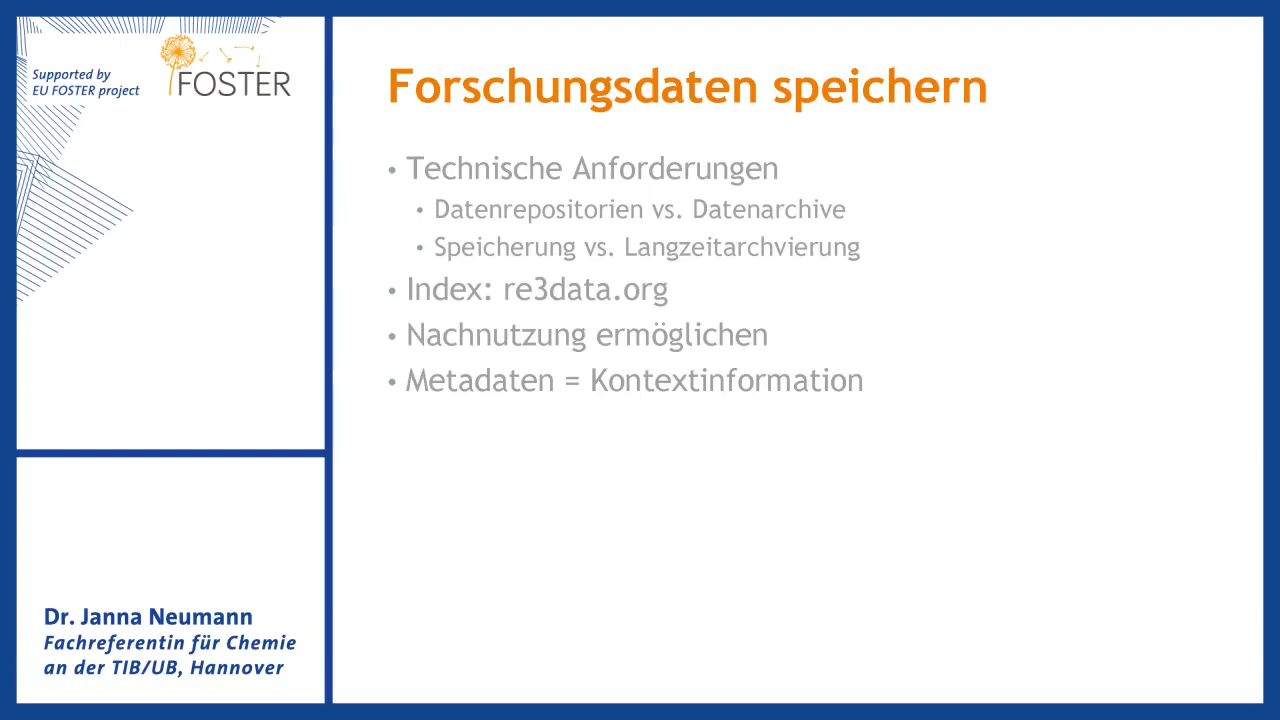 Supported by
EU FOSTER project
FOSTER
Forschungsdaten speichern
• Technische Anforderungen
• Datenrepositorien vs. Datenarchive
• Speicherung vs. Langzeitarchvierung
• Index: re3data.org
• Nachnutzung ermöglichen
• Metadaten = Kontextinformation
Dr. Janna Neumann
Fachreferentin für Chemie
an der TIB/UB, Hannover